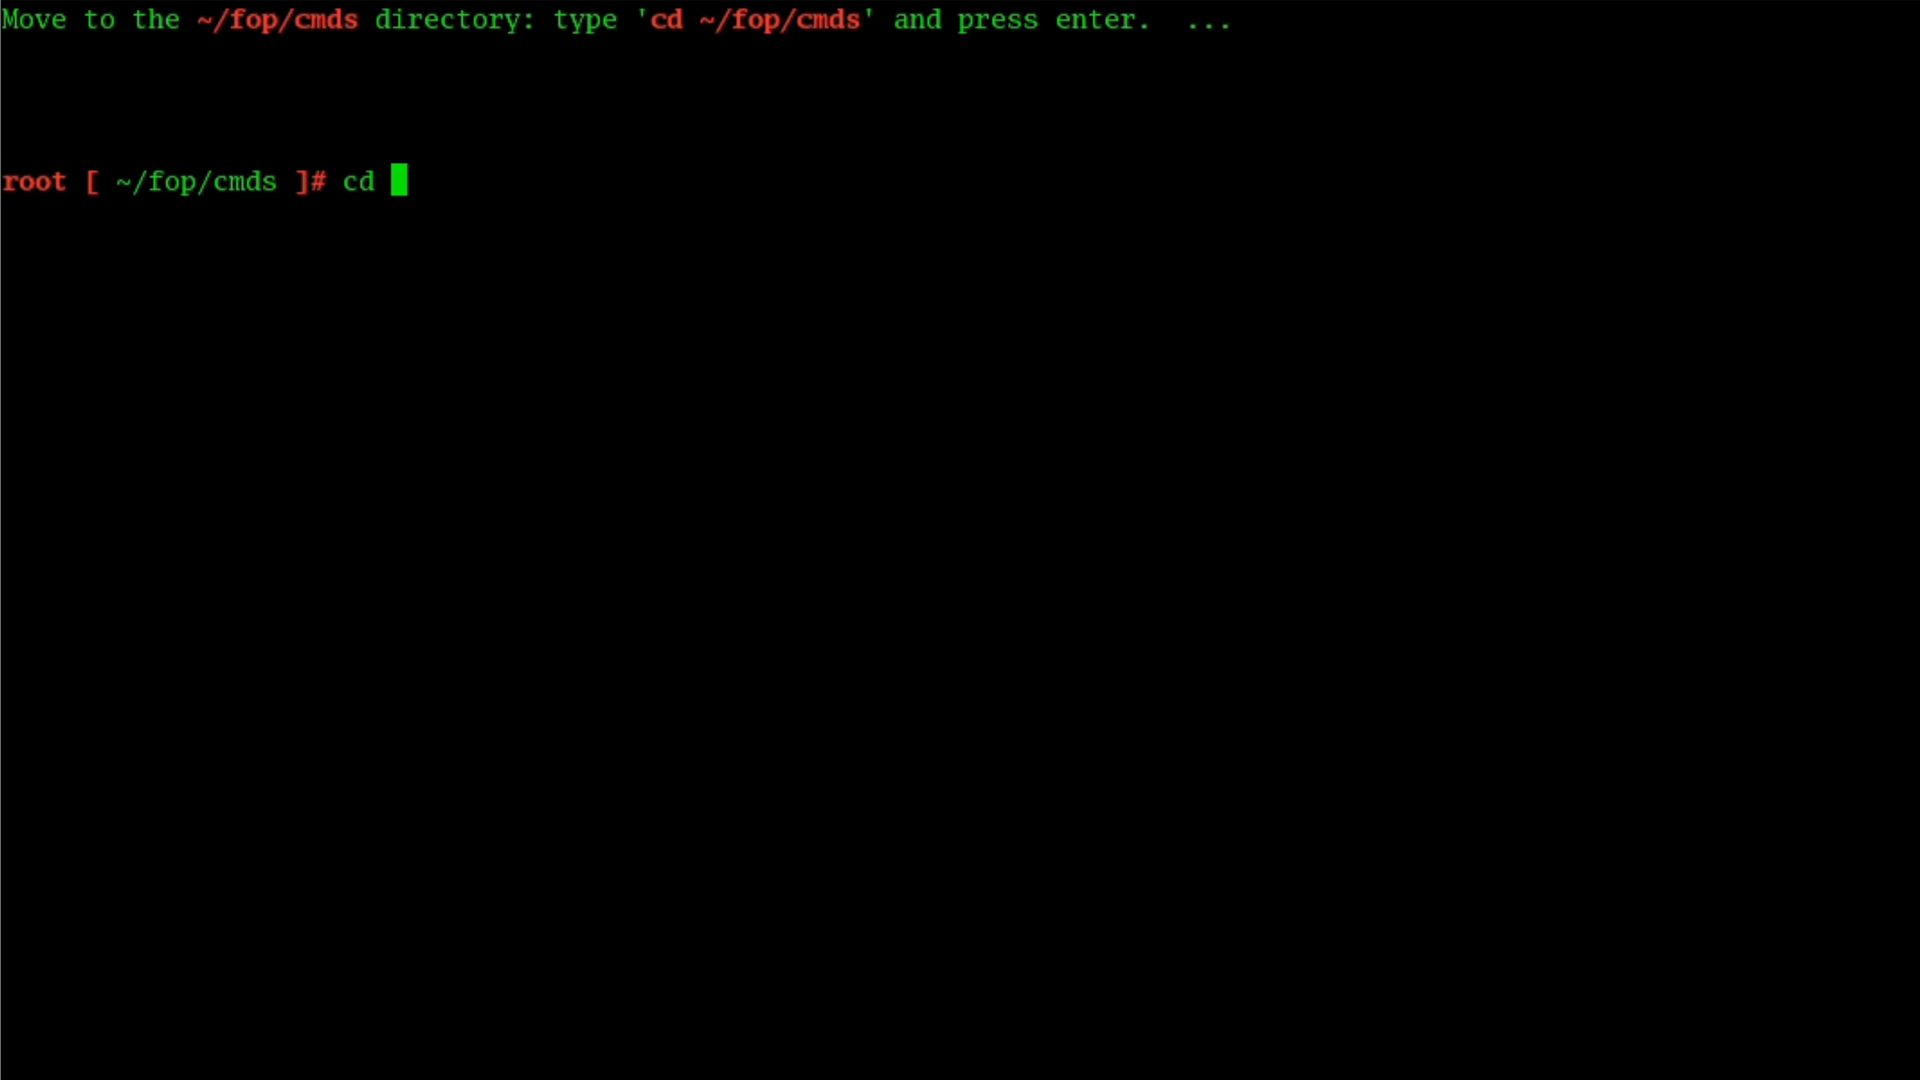 Move to the ~/fop/cmds directory: type 'cd ~/fop/cmds' and press enter.  ...
root [ ~/fop/cmds ]# cd